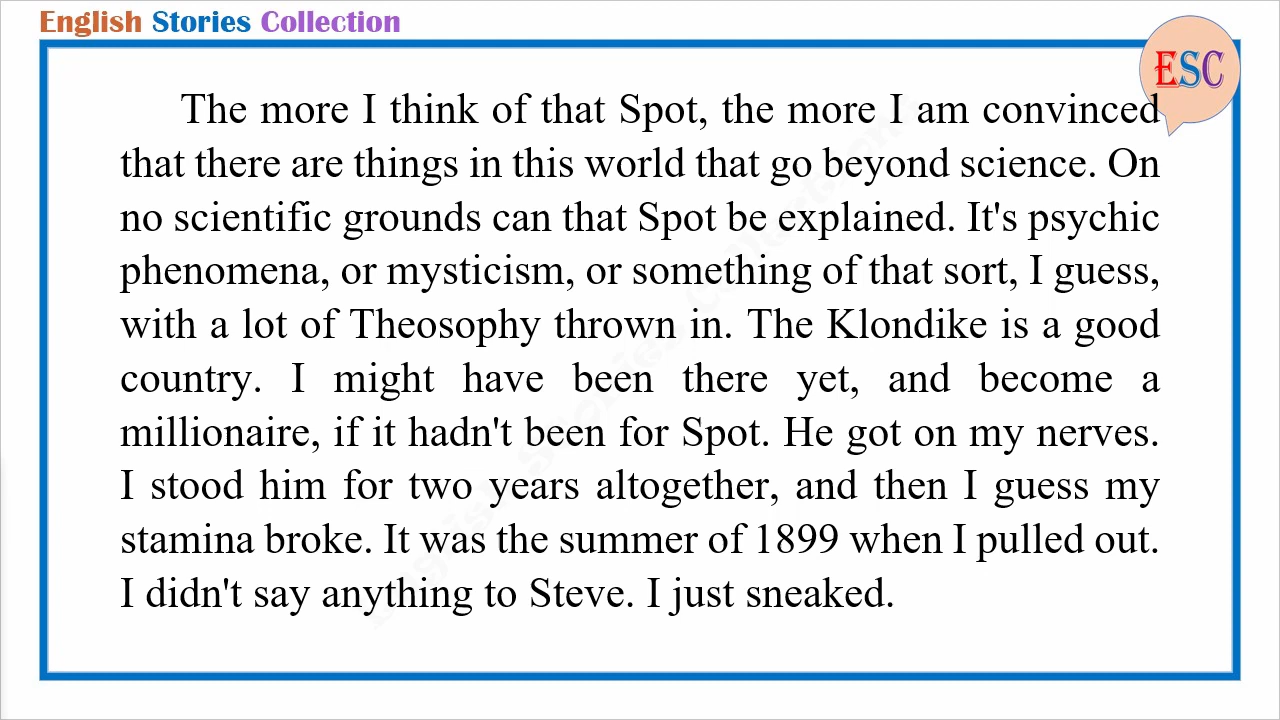 English Stories Collection
ESC
The more I think of that Spot, the more I am convinced
that there are things in this world that go beyond science. On
no scientific grounds can that Spot be explained. It's psychic
phenomena, or mysticism, or something of that sort, I guess,
with a lot of Theosophy thrown in. The Klondike is a good
country. I might have been there yet, and become a
millionaire, if it hadn't been for Spot. He got on my nerves.
I stood him for two years altogether, and then I guess my
stamina broke. It was the summer of 1899 when I pulled out.
I didn't say anything to Steve. I just sneaked.
English Stories Collection